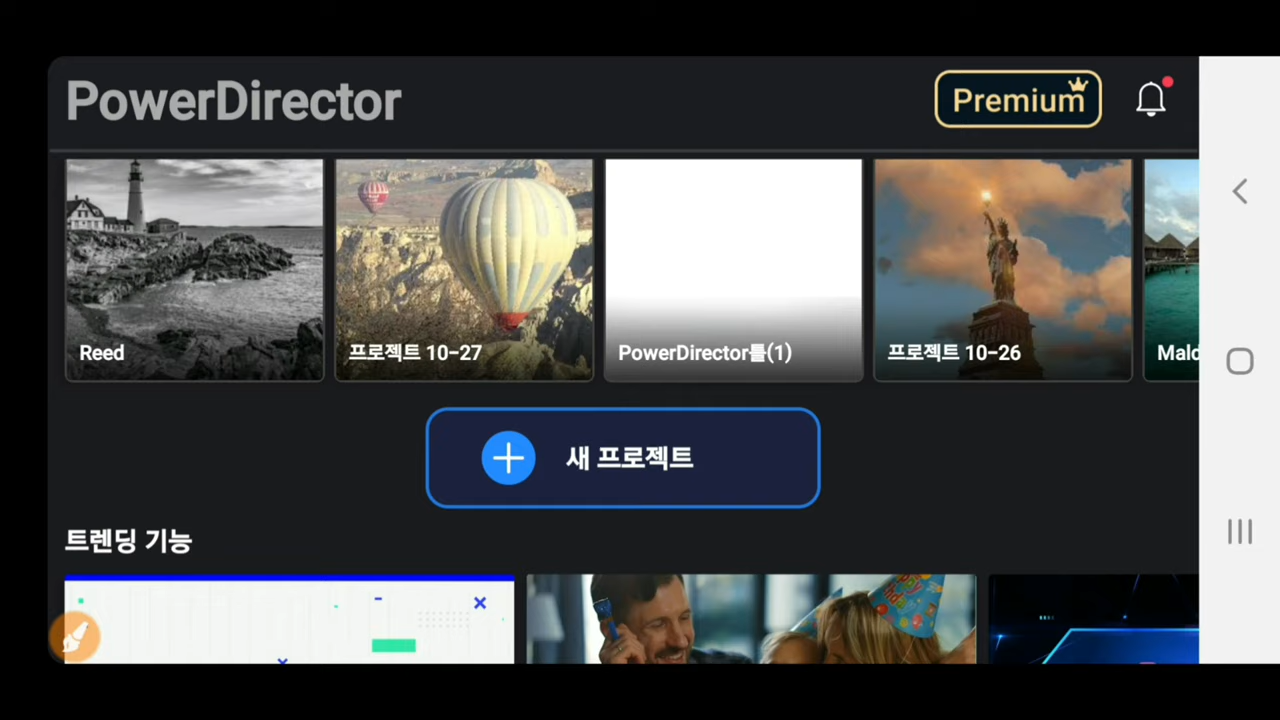 PowerDirector
Premium
Reed
프로젝트 10-27
PowerDirector틀(1)
프로젝트 10-26
Mald
새 프로젝트
트렌딩 기능